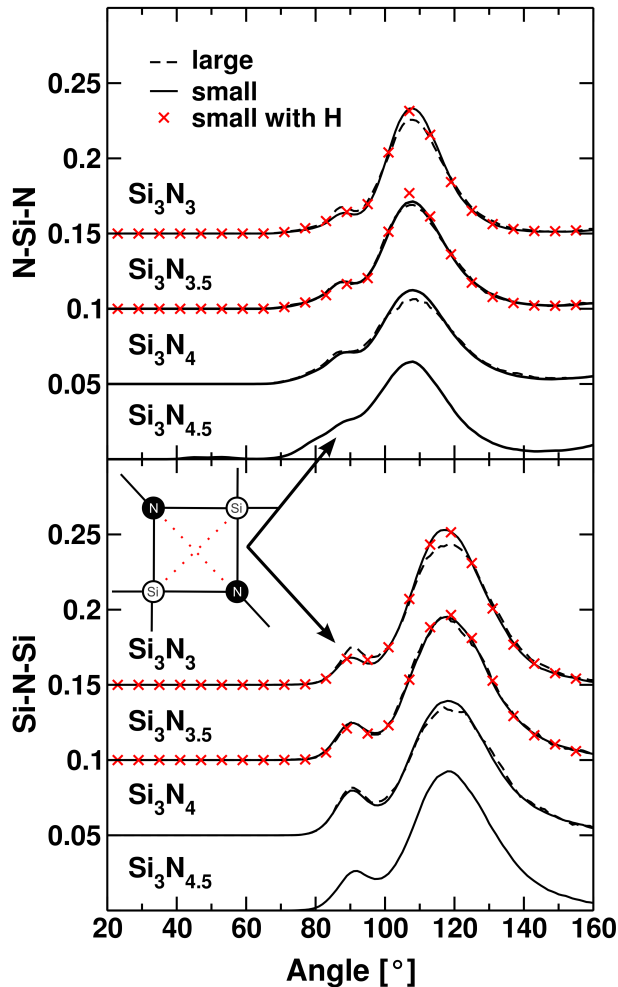 large
small
small with H
0.25
0.2
0.15
0.1
0.05
N-Si-N
Si₃N₃
Si₃N₃.₅
Si₃N₄
Si₃N₄.₅
N
Si
Si
N
0.25
0.2
0.15
0.1
0.05
Si-N-Si
Si₃N₃
Si₃N₃.₅
Si₃N₄
Si₃N₄.₅
20 40 60 80 100 120 140 160
Angle [°]